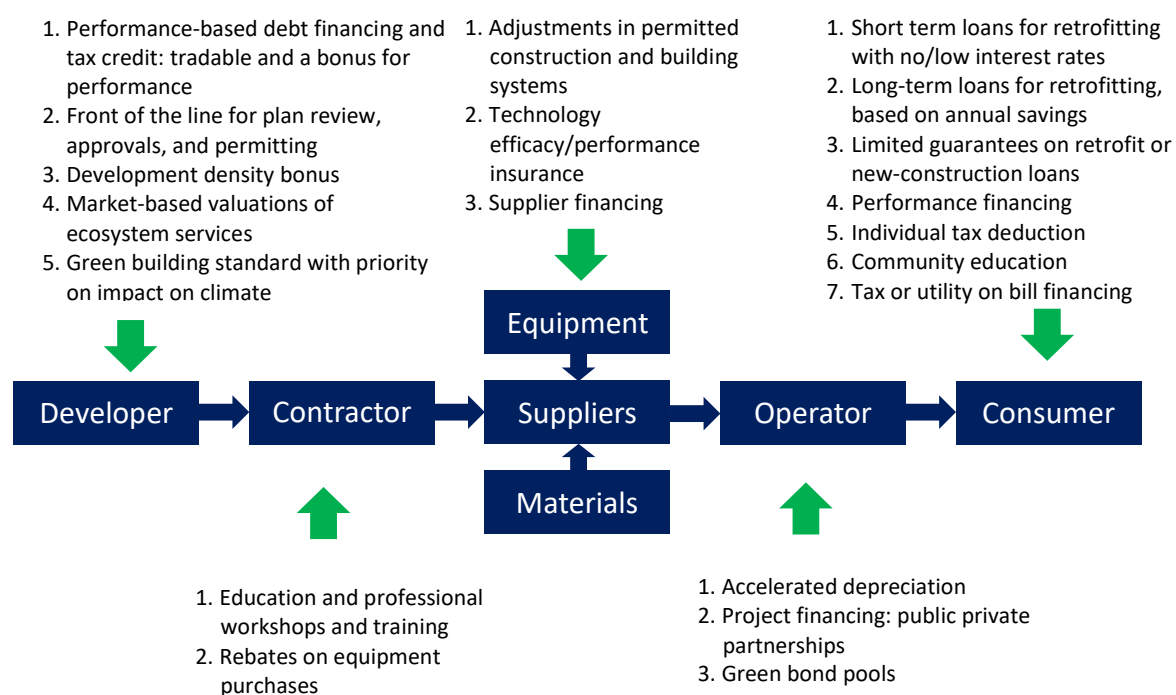 1. Performance-based debt financing and
tax credit: tradable and a bonus for
performance
2. Front of the line for plan review,
approvals, and permitting
3. Development density bonus
4. Market-based valuations of
ecosystem services
5. Green building standard with priority
on impact on climate
1. Adjustments in permitted
construction and building
systems
2. Technology
efficacy/performance
insurance
3. Supplier financing
1. Short term loans for retrofitting
with no/low interest rates
2. Long-term loans for retrofitting,
based on annual savings
3. Limited guarantees on retrofit or
new-construction loans
4. Performance financing
5. Individual tax deduction
6. Community education
7. Tax or utility on bill financing
Equipment
Developer
Contractor
Suppliers
Operator
Consumer
Materials
1. Education and professional
workshops and training
2. Rebates on equipment
purchases
1. Accelerated depreciation
2. Project financing: public private
partnerships
3. Green bond pools